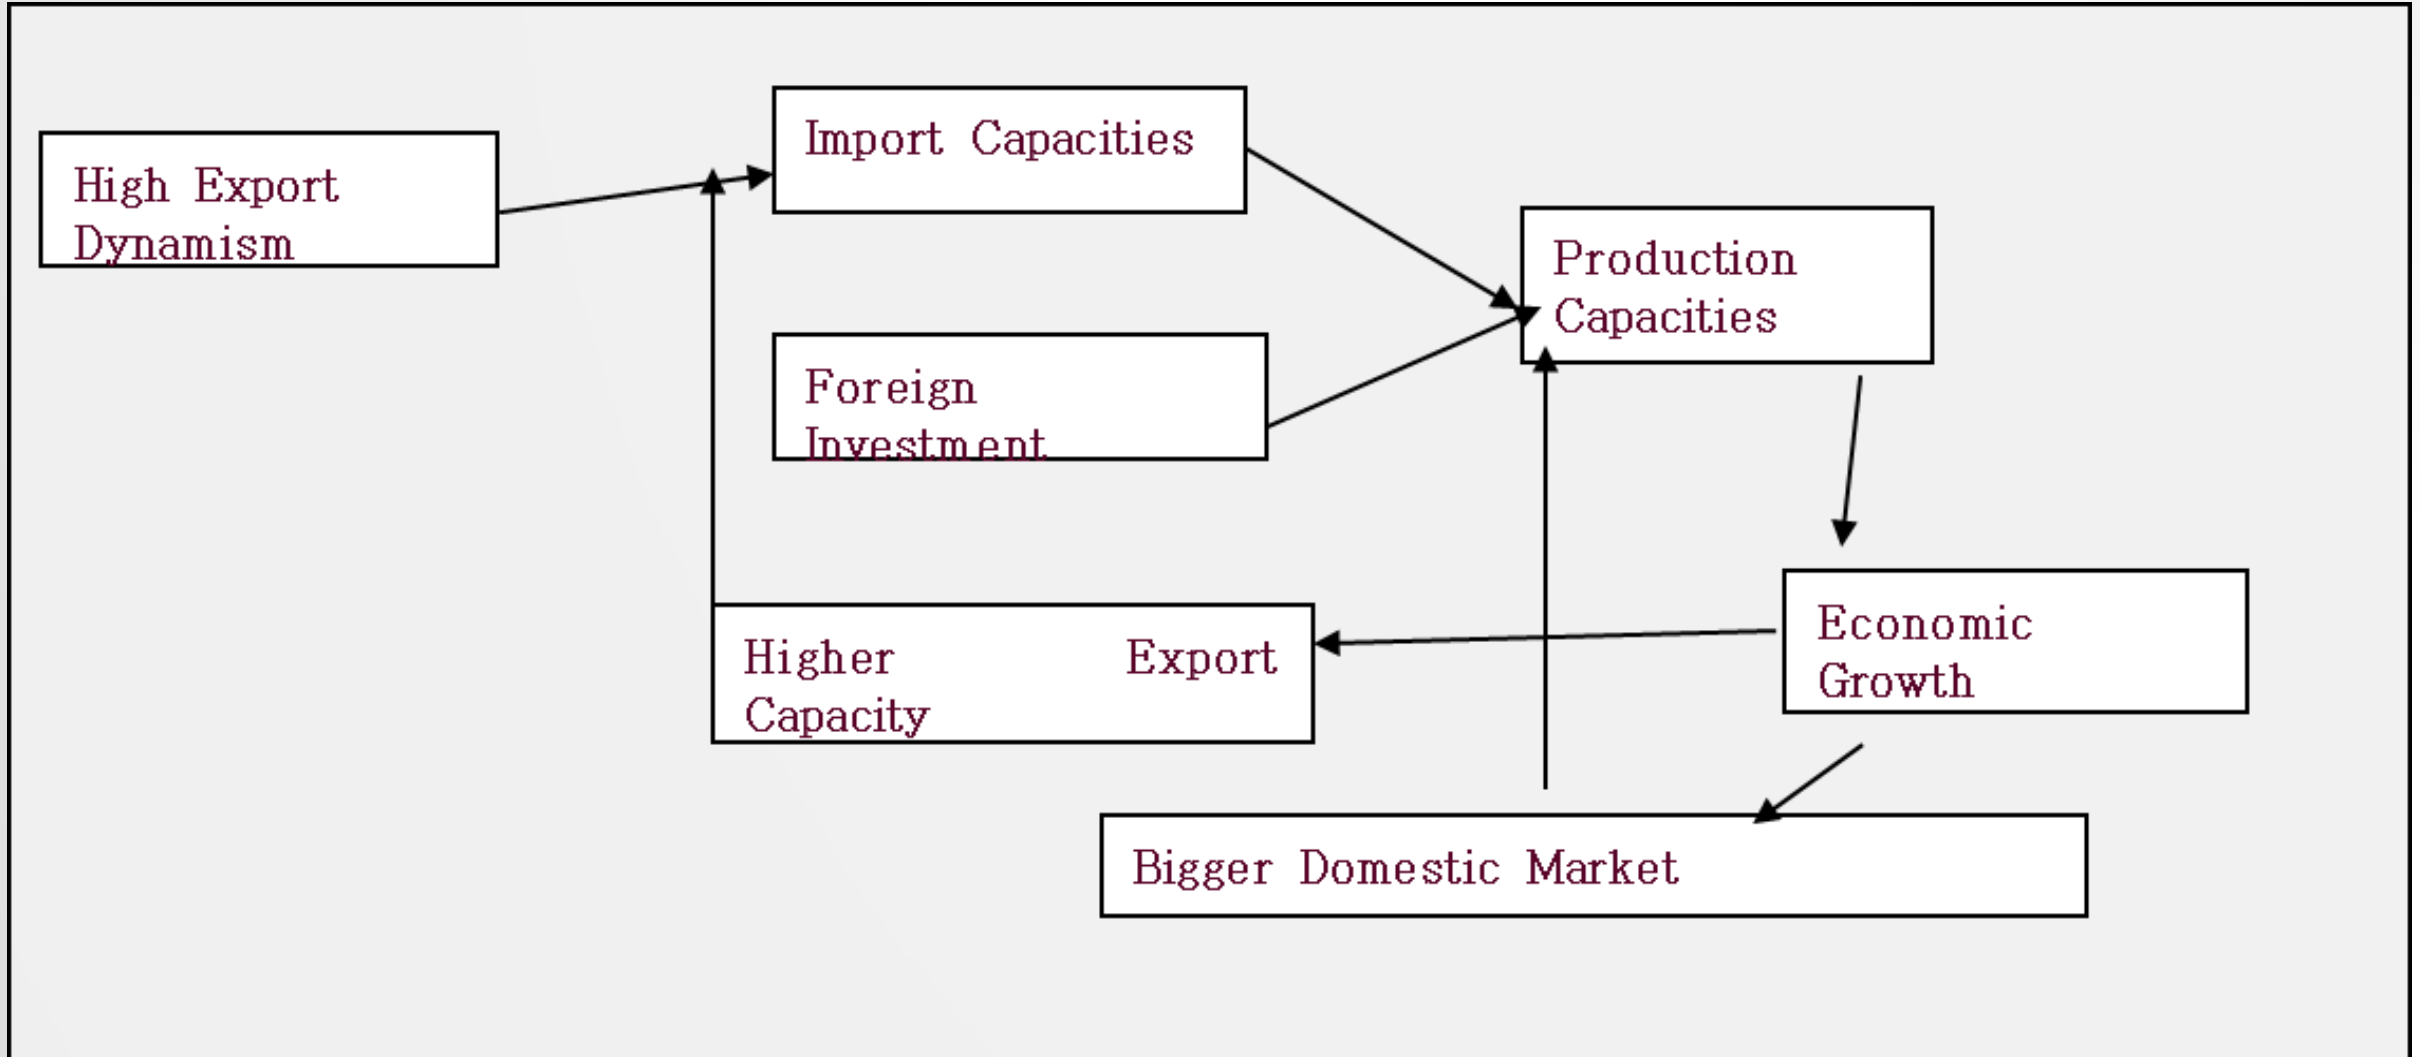 High Export
Dynamism
Import Capacities
Production
Capacities
Foreign
Investment
Higher Export
Capacity
Economic
Growth
Bigger Domestic Market